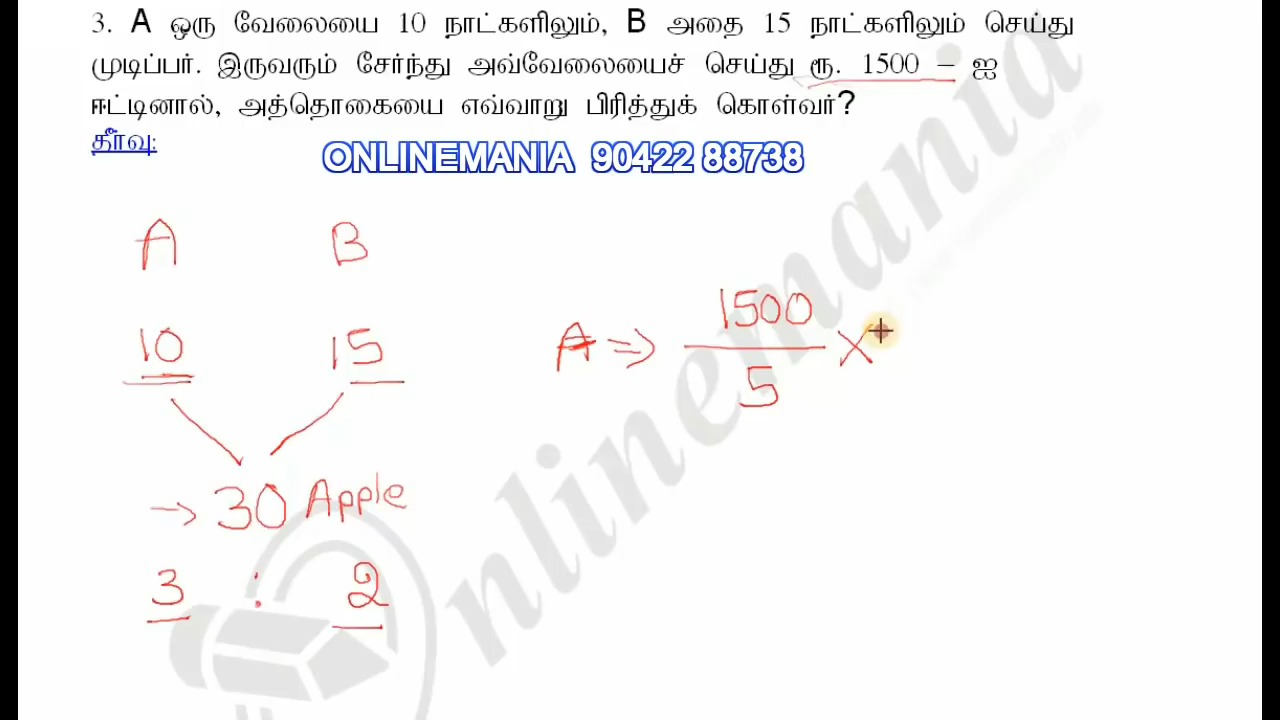 3. A ஒரு வேலையை 10 நாட்களிலும், B அதை 15 நாட்களிலும் செய்து
முடிப்பர். இருவரும் சேர்ந்து அவ்வேலையைச் செய்து ரூ. 1500 – ஐ
ஈட்டினால், அத்தொகையை எவ்வாறு பிரித்துக் கொள்வர்?
தீர்வு:
ONLINEMANIA 90422 88738
A B
10 15
A => 1500/5 X
→ 30 Apple
3 : 2
nlinemania